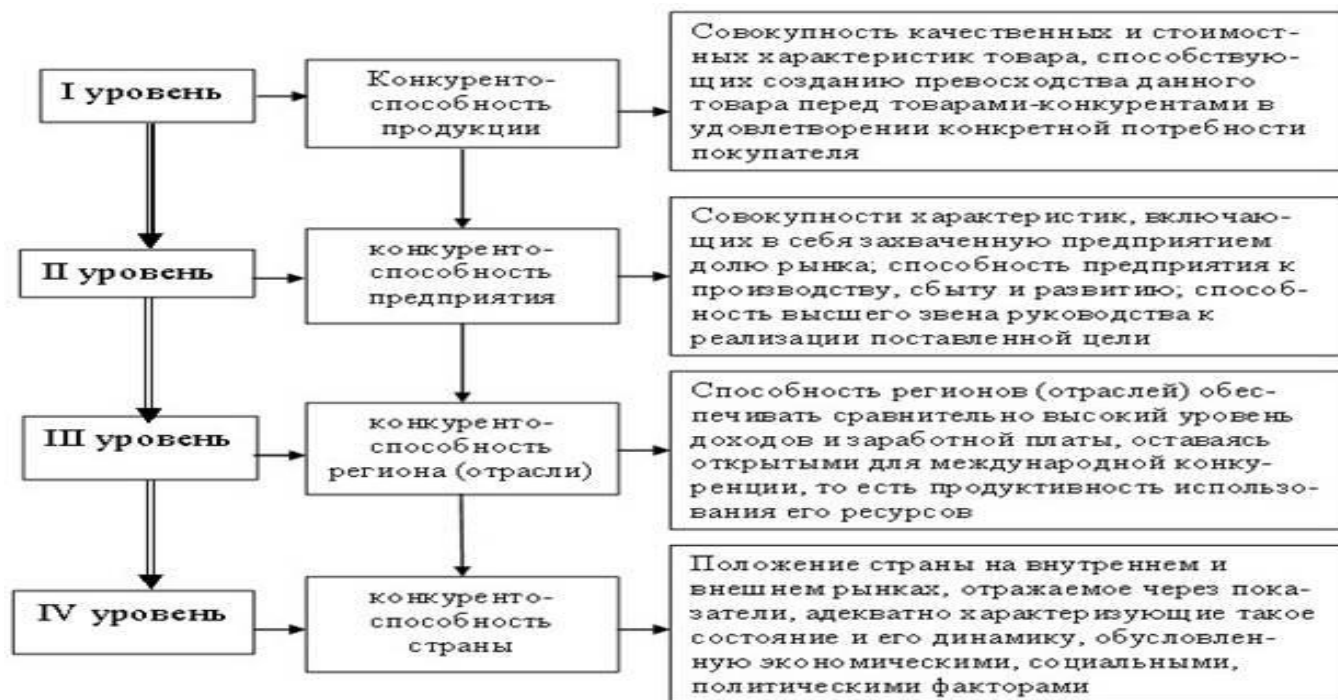 I уровень
Конкуренто-
способность
продукции
Совокупность качественных и стоимост-
ных характеристик товара, способствую-
щих созданию превосходства данного
товара перед товарами-конкурентами в
удовлетворении конкретной потребности
покупателя
II уровень
конкуренто-
способность
предприятия
Совокупности характеристик, включаю-
щих в себя захваченную предприятием
долю рынка; способность предприятия к
производству, сбыту и развитию; способ-
ность высшего звена руководства к
реализации поставленной цели
III уровень
конкуренто-
способность
региона (отрасли)
Способность регионов (отраслей) обес-
печивать сравнительно высокий уровень
доходов и заработной платы, оставаясь
открытыми для международной конку-
ренции, то есть продуктивность использо-
вания его ресурсов
IV уровень
конкуренто-
способность
страны
Положение страны на внутреннем и
внешнем рынках, отражаемое через пока-
затели, адекватно характеризующие такое
состояние и его динамику, обусловлен-
ную экономическими, социальными,
политическими факторами